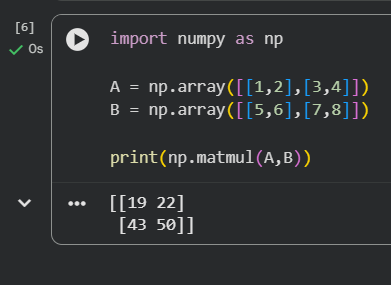 [6]
0s
import numpy as np
A = np.array([[1,2],[3,4]])
B = np.array([[5,6],[7,8]])
print(np.matmul(A,B))
[[19 22]
 [43 50]]